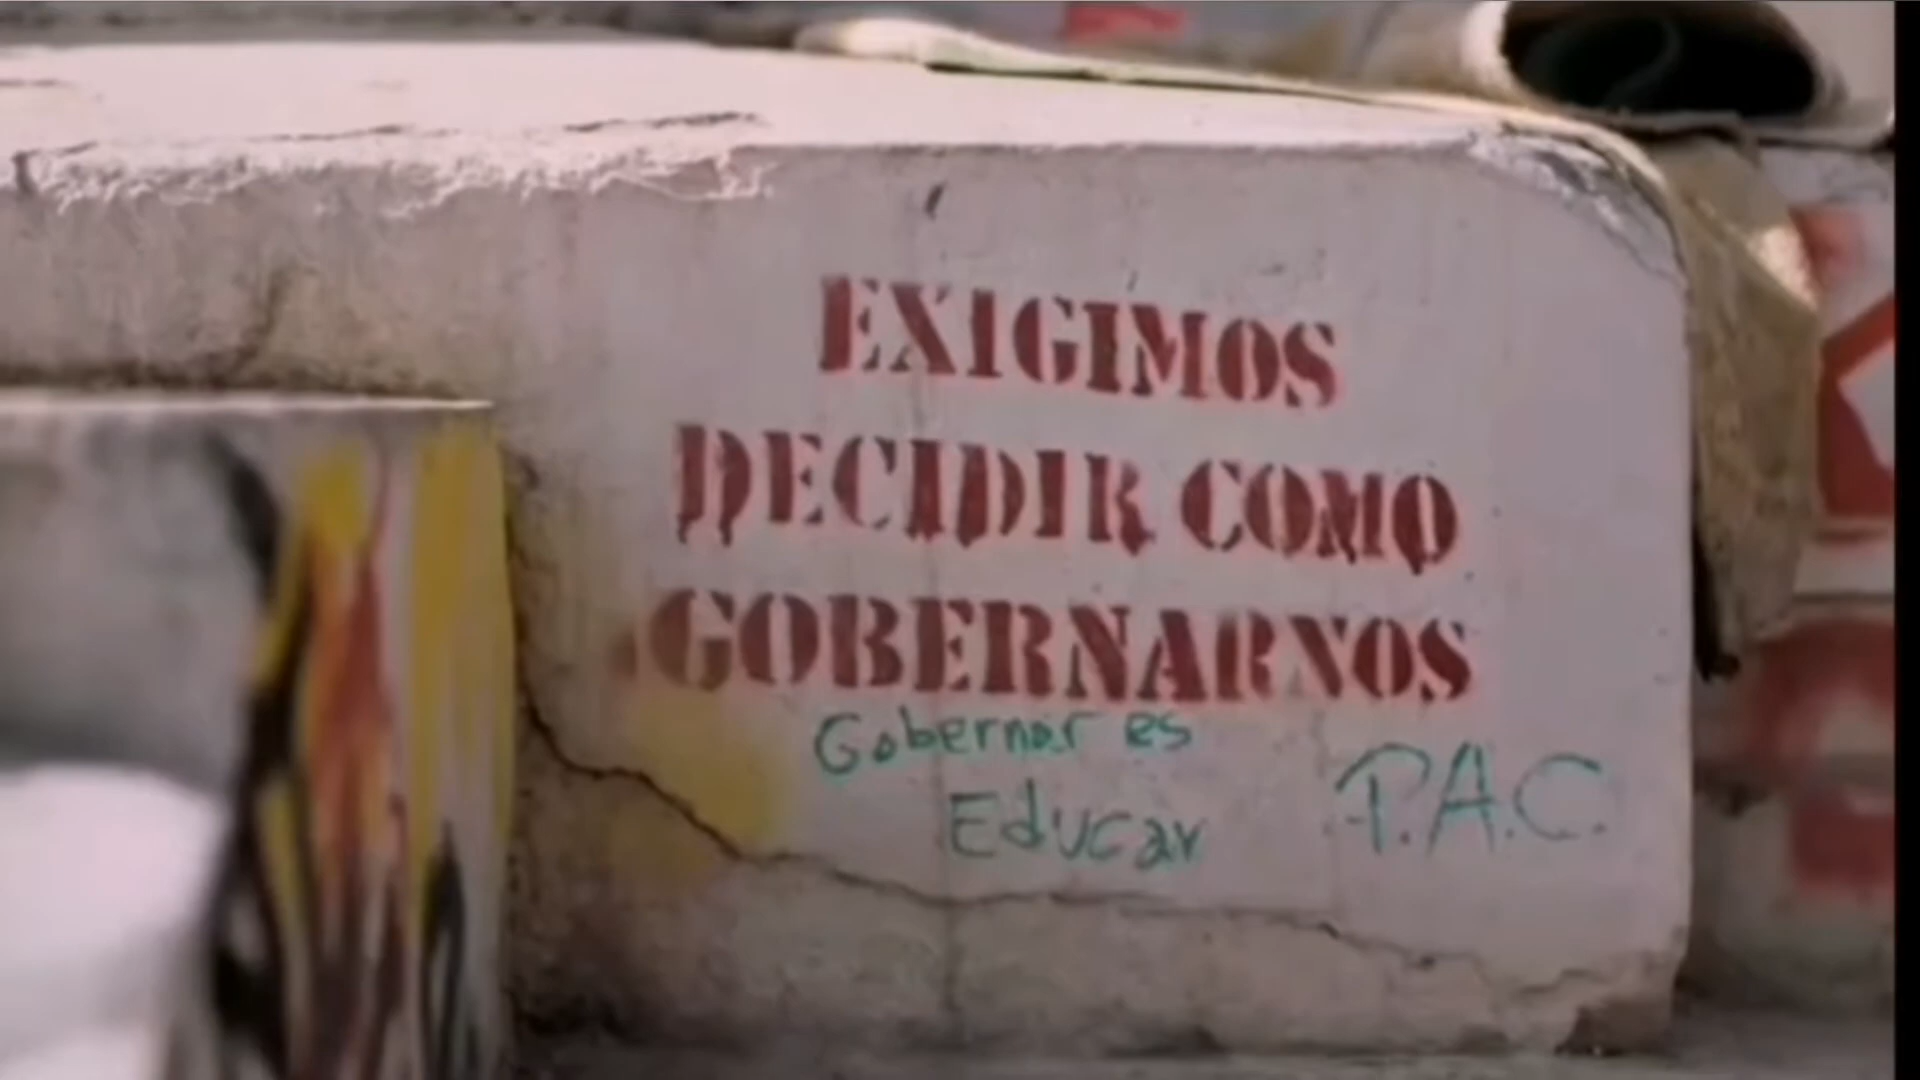 EXIGIMOS
DECIDIR COMO
GOBERNARNOS
Gobernar es
Educar
P.A.C.